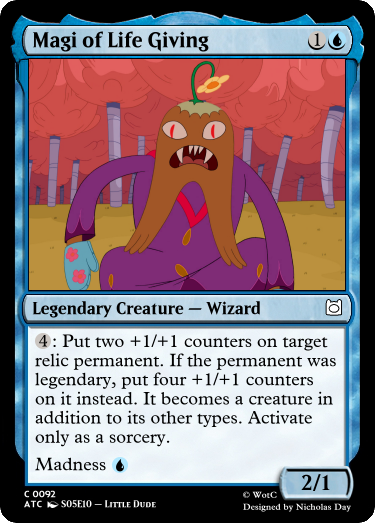 Magi of Life Giving 1
Legendary Creature — Wizard
4: Put two +1/+1 counters on target
relic permanent. If the permanent was
legendary, put four +1/+1 counters
on it instead. It becomes a creature in
addition to its other types. Activate
only as a sorcery.
Madness
2/1
C 0092
ATC S05E10 – Little Dude
© WotC
Designed by Nicholas Day